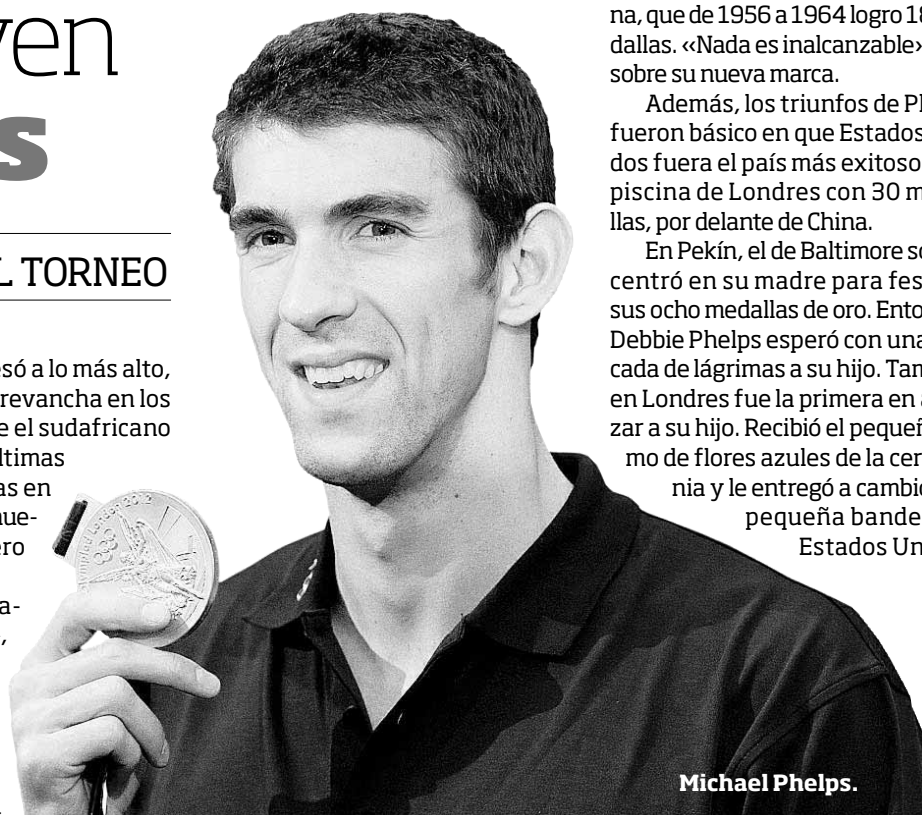 ven
s
L TORNEO
só a lo más alto,
revancha en los
e el sudafricano
ltimas
as en
nue-
ero
a-
,
na, que de 1956 a 1964 logro 18
dallas. «Nada es inalcanzable»
sobre su nueva marca.
Además, los triunfos de Ph
fueron básico en que Estados
dos fuera el país más exitoso
piscina de Londres con 30 m
llas, por delante de China.
En Pekín, el de Baltimore so
centró en su madre para fes
sus ocho medallas de oro. Ento
Debbie Phelps esperó con una
cada de lágrimas a su hijo. Tam
en Londres fue la primera en a
zar a su hijo. Recibió el pequeñ
mo de flores azules de la cer
nia y le entregó a cambio
pequeña bande
Estados Un
London 2012
Michael Phelps.